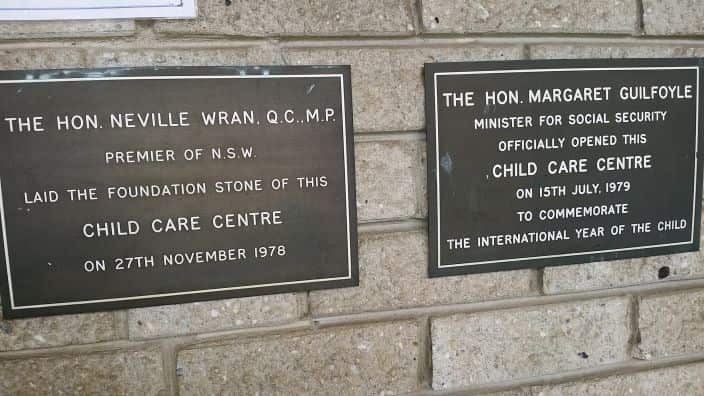 THE HON. NEVILLE WRAN, Q.C.,M.P.
PREMIER OF N.S.W.
LAID THE FOUNDATION STONE OF THIS
CHILD CARE CENTRE
ON 27TH NOVEMBER 1978
THE HON. MARGARET GUILFOYLE
MINISTER FOR SOCIAL SECURITY
OFFICIALLY OPENED THIS
CHILD CARE CENTRE
ON 15TH JULY, 1979
TO COMMEMORATE
THE INTERNATIONAL YEAR OF THE CHILD